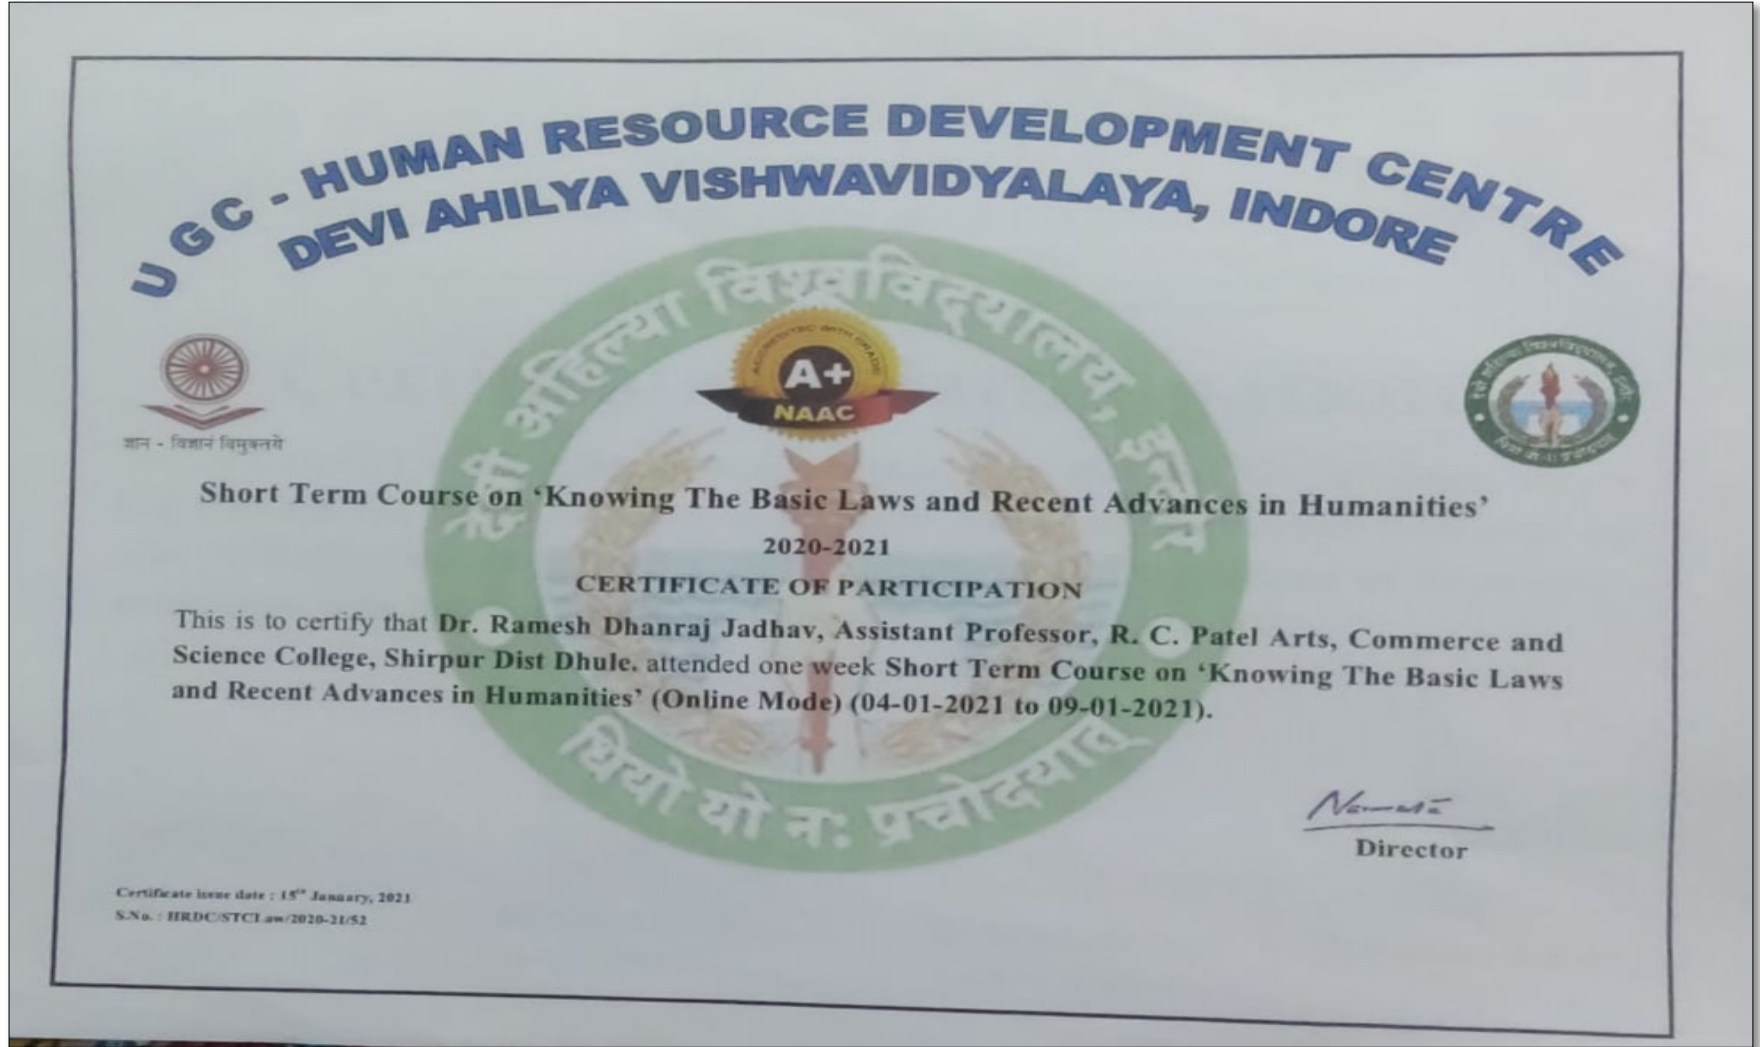 UGC - HUMAN RESOURCE DEVELOPMENT CENTRE
DEVI AHILYA VISHWAVIDYALAYA, INDORE
देवी अहिल्या विश्वविद्यालय, इन्दौर
ACCREDITED WITH GRADE
A+
NAAC
ज्ञान - विज्ञानं विमुक्तये
Short Term Course on ‘Knowing The Basic Laws and Recent Advances in Humanities’
2020-2021
CERTIFICATE OF PARTICIPATION
This is to certify that Dr. Ramesh Dhanraj Jadhav, Assistant Professor, R. C. Patel Arts, Commerce and
Science College, Shirpur Dist Dhule. attended one week Short Term Course on ‘Knowing The Basic Laws
and Recent Advances in Humanities’ (Online Mode) (04-01-2021 to 09-01-2021).
धियो यो नः प्रचोदयात्
Director
Certificate issue date : 15th January, 2021
S.No. : HRDC/STCLaw/2020-21/52